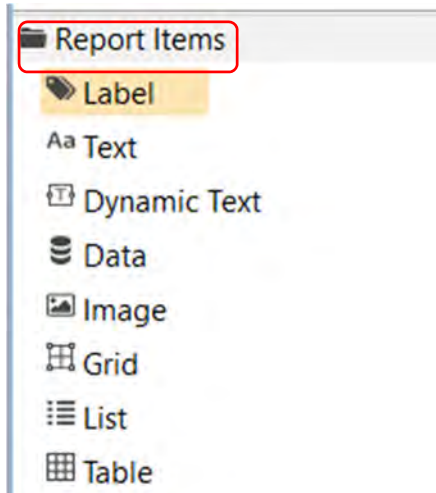 Report Items
Label
Aa Text
Dynamic Text
Data
Image
Grid
List
Table